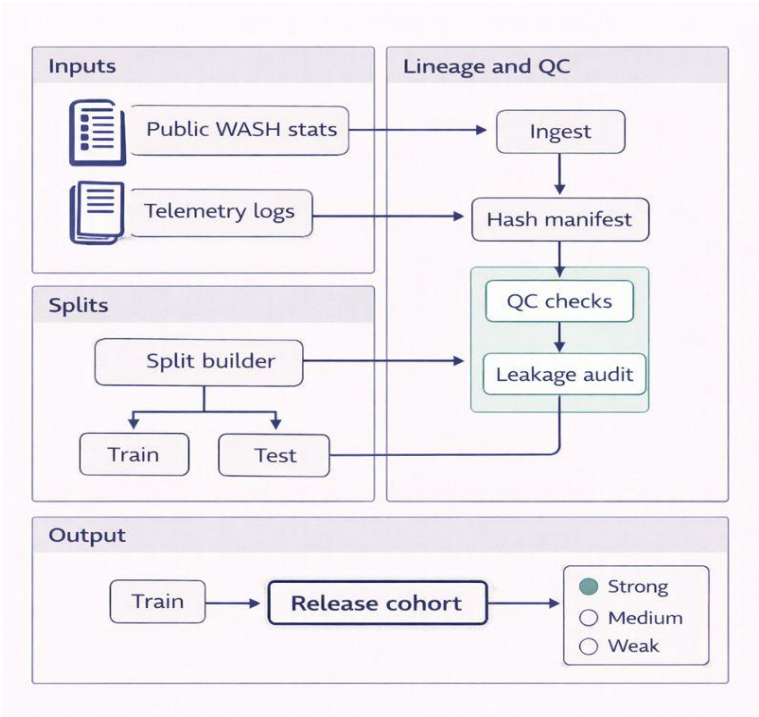 Inputs
Public WASH stats
Telemetry logs
Lineage and QC
Ingest
Hash manifest
QC checks
Leakage audit
Splits
Split builder
Train
Test
Output
Train
Release cohort
Strong
Medium
Weak